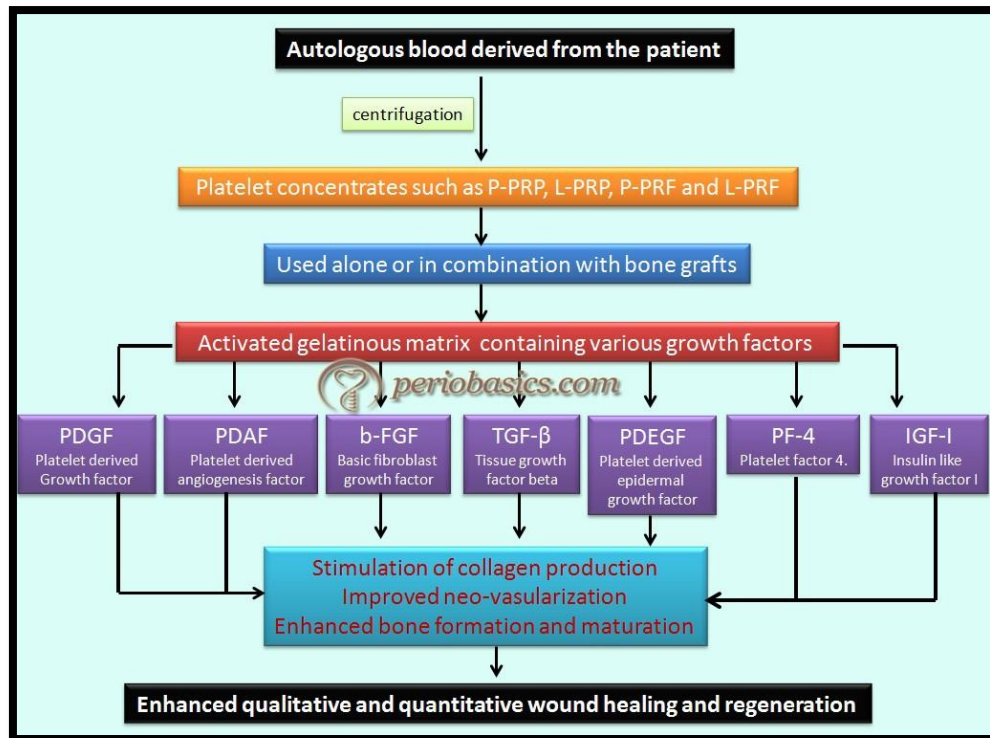 Autologous blood derived from the patient
centrifugation
Platelet concentrates such as P-PRP, L-PRP, P-PRF and L-PRF
Used alone or in combination with bone grafts
Activated gelatinous matrix containing various growth factors
periobasics.com
PDGF
Platelet derived
Growth factor
PDAF
Platelet derived
angiogenesis factor
b-FGF
Basic fibroblast
growth factor
TGF-β
Tissue growth
factor beta
PDEGF
Platelet derived
epidermal
growth factor
PF-4
Platelet factor 4.
IGF-I
Insulin like
growth factor I
Stimulation of collagen production
Improved neo-vasularization
Enhanced bone formation and maturation
Enhanced qualitative and quantitative wound healing and regeneration